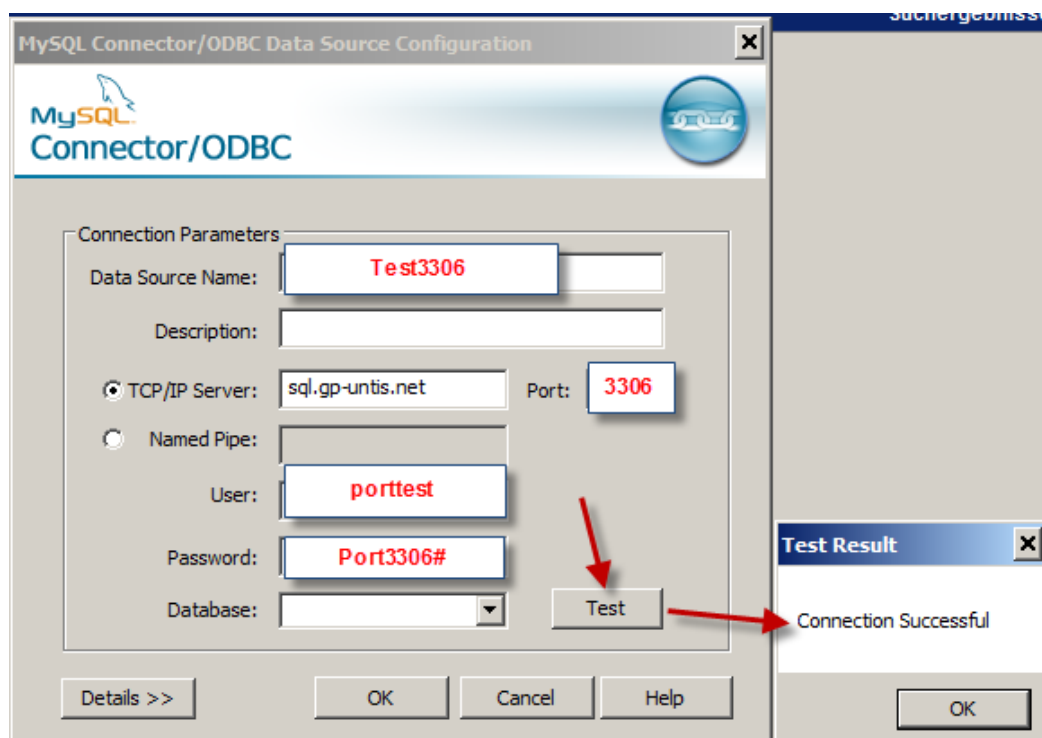 Suchergebniss
MySQL Connector/ODBC Data Source Configuration
MySQL
Connector/ODBC
Connection Parameters
Data Source Name: Test3306
Description:
TCP/IP Server: sql.gp-untis.net Port: 3306
Named Pipe:
User: porttest
Password: Port3306#
Database:
Test
Test Result
Connection Successful
Details >> OK Cancel Help
OK